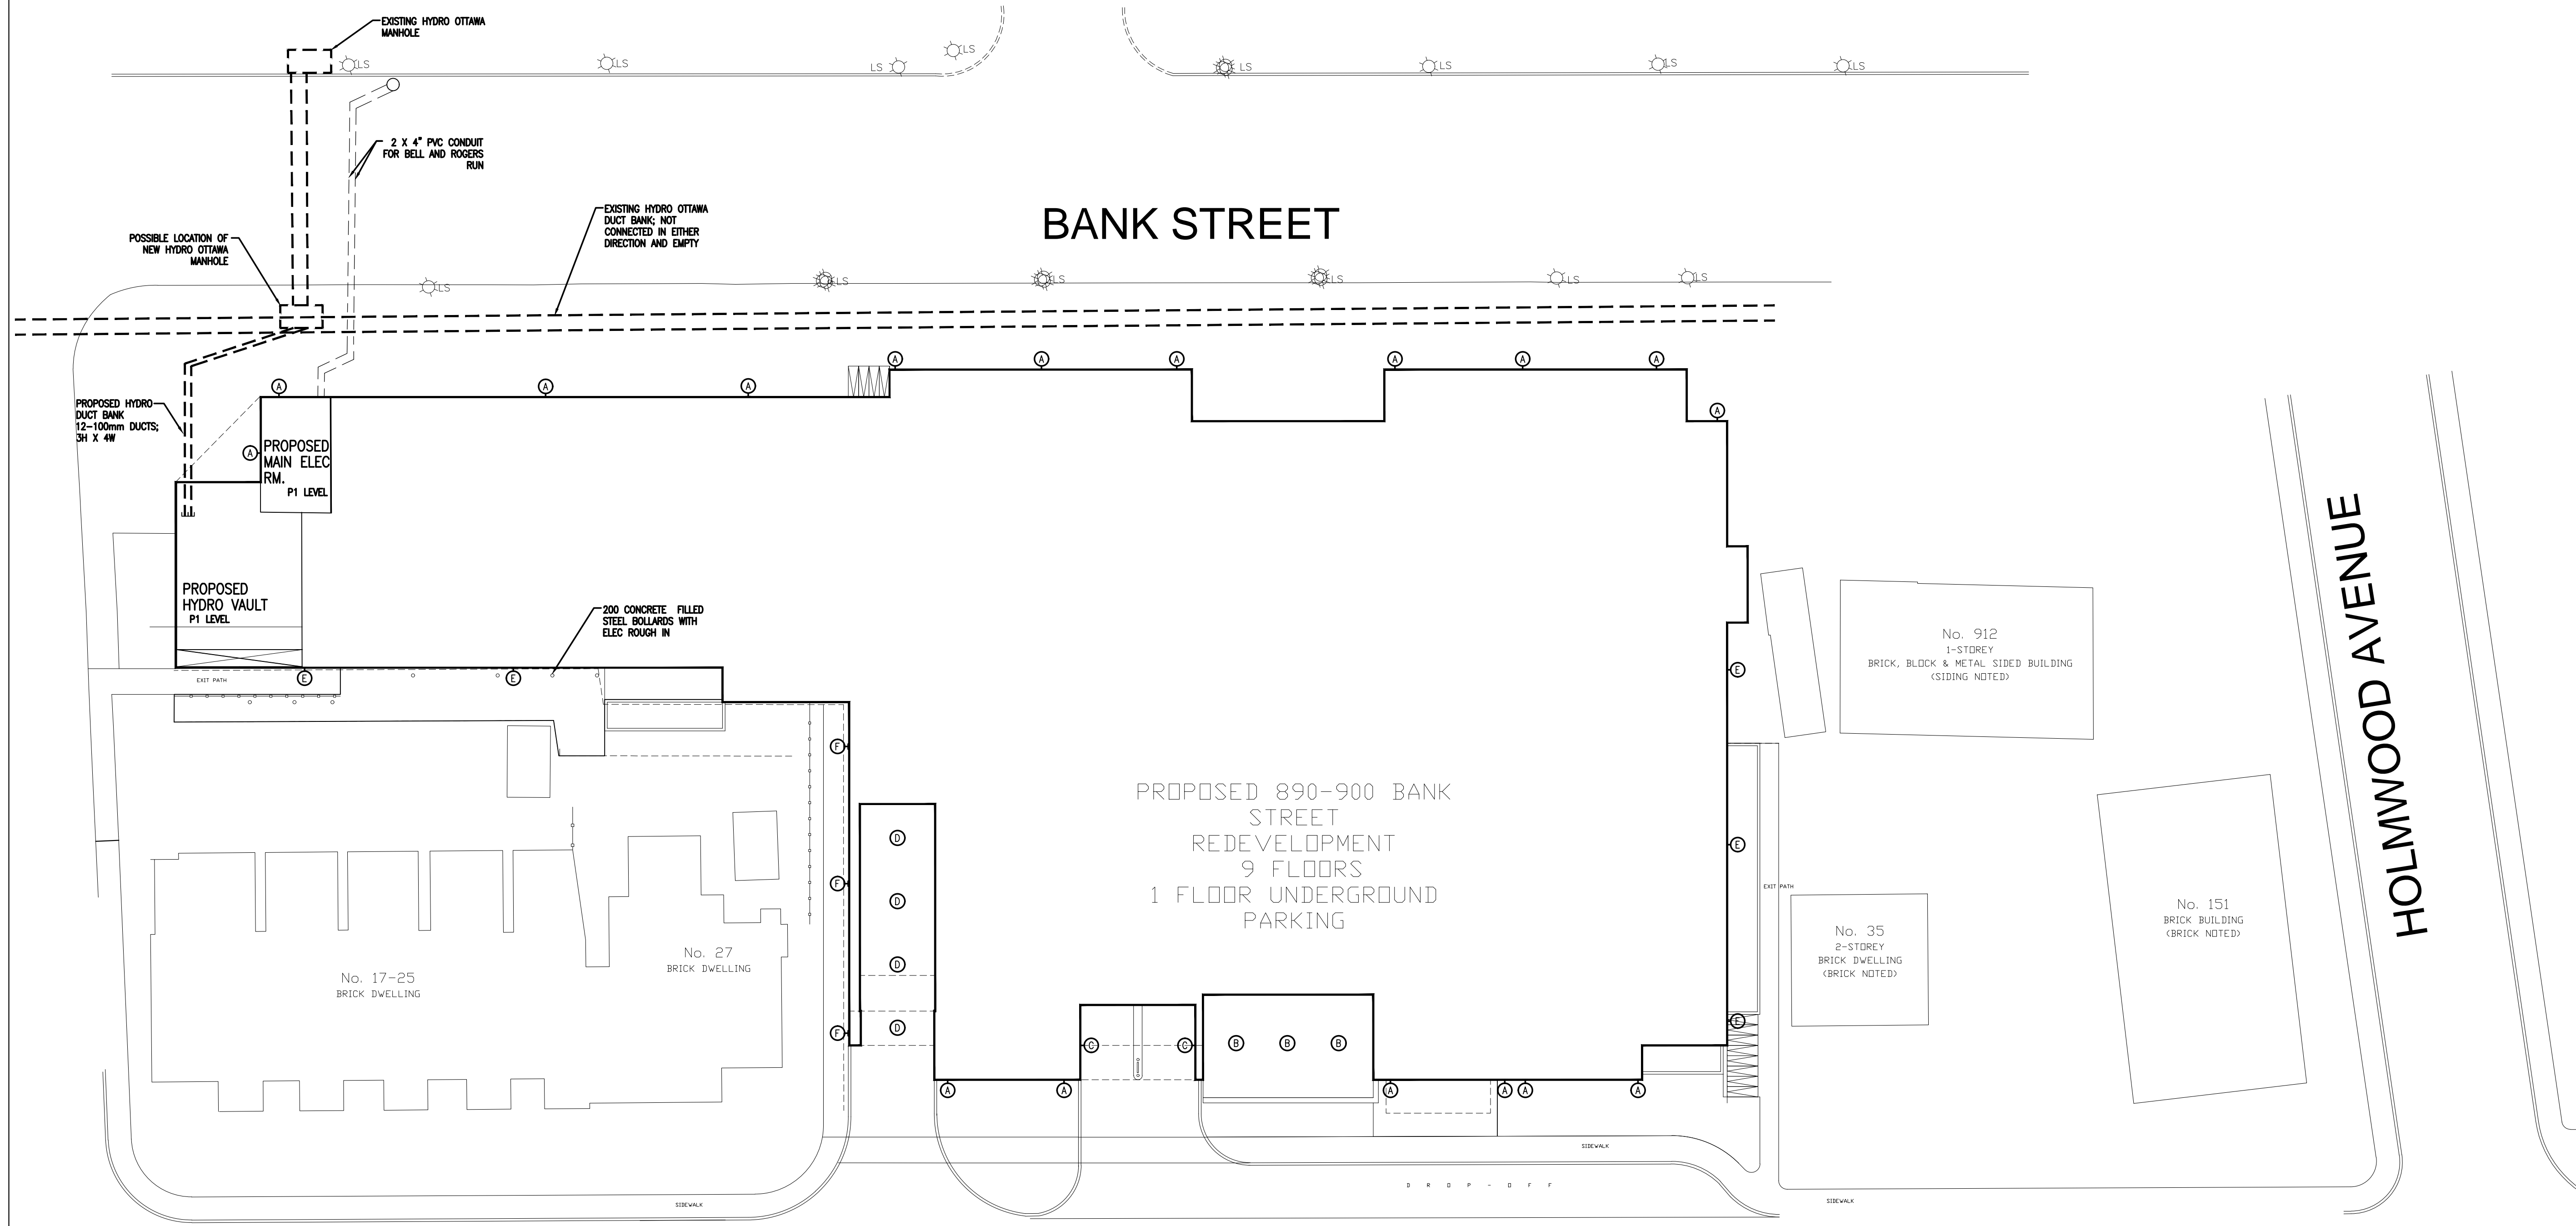 EXISTING HYDRO OTTAWA
MANHOLE
LS
LS
LS
LS
LS
LS
LS
LS
2 X 4" PVC CONDUIT
FOR BELL AND ROGERS
RUN
EXISTING HYDRO OTTAWA
DUCT BANK; NOT
CONNECTED IN EITHER
DIRECTION AND EMPTY
BANK STREET
POSSIBLE LOCATION OF
NEW HYDRO OTTAWA
MANHOLE
LS
LS
LS
LS
LS
LS
A
A
A
A
A
A
A
A
A
A
PROPOSED HYDRO
DUCT BANK
12-100mm DUCTS;
3H X 4W
A
PROPOSED
MAIN ELEC
RM.
P1 LEVEL
PROPOSED
HYDRO VAULT
P1 LEVEL
200 CONCRETE FILLED
STEEL BOLLARDS WITH
ELEC ROUGH IN
HOLMWOOD AVENUE
No. 912
1-STOREY
BRICK, BLOCK & METAL SIDED BUILDING
(SIDING NOTED)
EXIT PATH
E
E
E
F
E
F
D
D
D
D
F
PROPOSED 890-900 BANK
STREET
REDEVELOPMENT
9 FLOORS
1 FLOOR UNDERGROUND
PARKING
EXIT PATH
No. 35
2-STOREY
BRICK DWELLING
(BRICK NOTED)
No. 151
BRICK BUILDING
(BRICK NOTED)
No. 17-25
BRICK DWELLING
No. 27
BRICK DWELLING
E
C
C
B
B
B
A
A
A
A
A
A
SIDEWALK
DROP-OFF
SIDEWALK
SIDEWALK